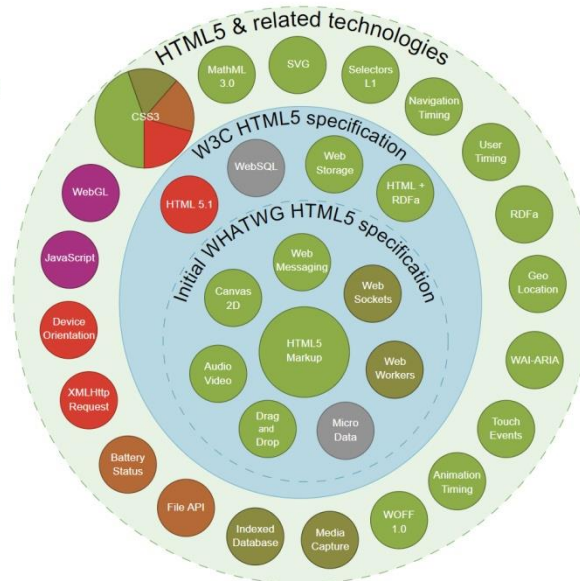 HTML5 & related technologies
CSS3
MathML
3.0
SVG
Selectors
L1
Navigation
Timing
User
Timing
RDFa
Geo
Location
WAI-ARIA
Touch
Events
Animation
Timing
WOFF
1.0
Media
Capture
Indexed
Database
File API
Battery
Status
XMLHttp
Request
Device
Orientation
JavaScript
WebGL
W3C HTML5 specification
HTML 5.1
WebSQL
Web
Storage
HTML +
RDFa
Initial WHATWG HTML5 specification
Web
Messaging
Canvas
2D
Web
Sockets
HTML5
Markup
Audio
Video
Web
Workers
Drag
and
Drop
Micro
Data